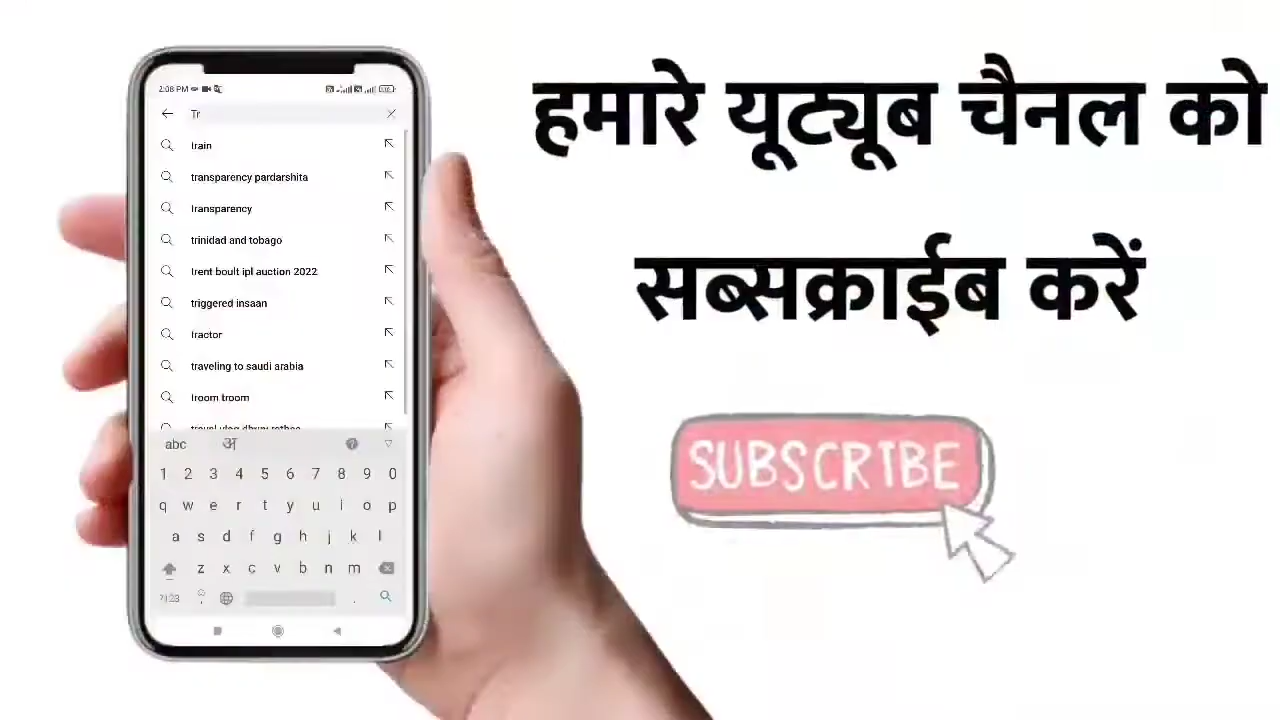 हमारे यूट्यूब चैनल को
सब्सक्राईब करें
SUBSCRIBE
2:08 PM
Tr
train
transparency pardarshita
transparency
trinidad and tobago
trent boult ipl auction 2022
triggered insaan
tractor
traveling to saudi arabia
troom troom
abc अ
1 2 3 4 5 6 7 8 9 0
q w e r t y u i o p
a s d f g h j k l
z x c v b n m
?123 , .